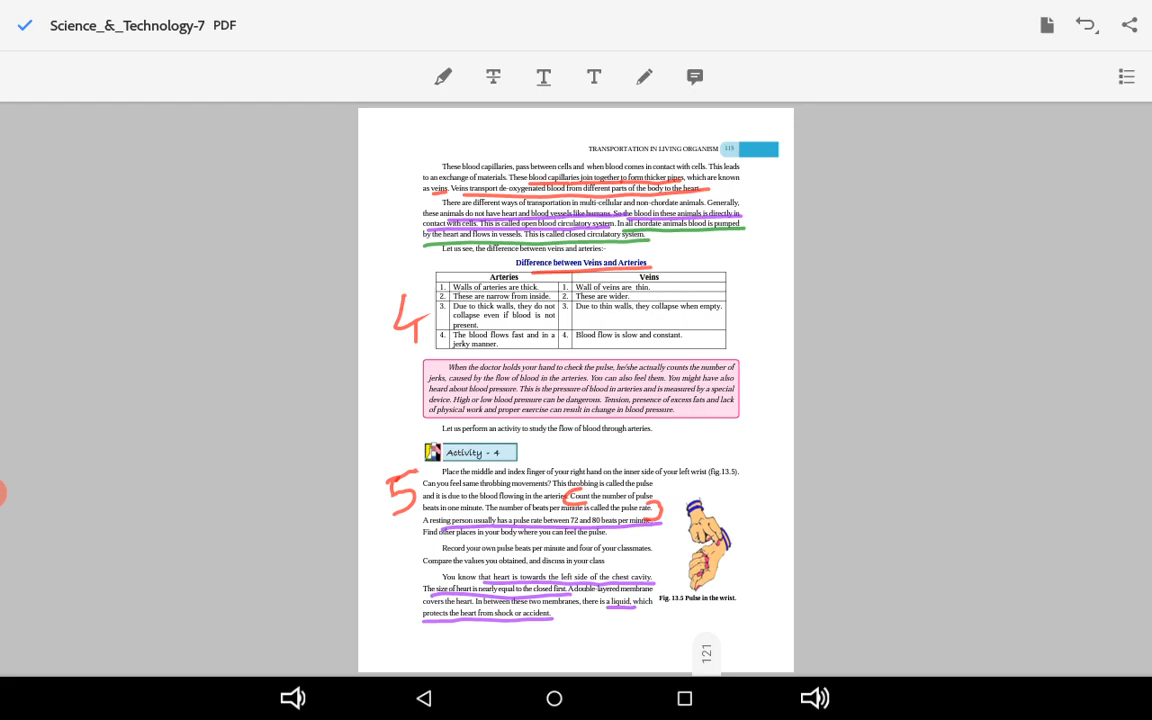 Science_&_Technology-7 PDF
TRANSPORTATION IN LIVING ORGANISM 115
These blood capillaries, pass between cells and when blood comes in contact with cells. This leads
to an exchange of materials. These blood capillaries join together to form thicker pipes, which are known
as veins. Veins transport de-oxygenated blood from different parts of the body to the heart.
There are different ways of transportation in multi-cellular and non-chordate animals. Generally,
these animals do not have heart and blood vessels like humans. So the blood in these animals is directly in
contact with cells. This is called open blood circulatory system. In all chordate animals blood is pumped
by the heart and flows in vessels. This is called closed circulatory system.
Let us see, the difference between veins and arteries:-
Difference between Veins and Arteries
Arteries Veins
1. Walls of arteries are thick. 1. Wall of veins are thin.
2. These are narrow from inside. 2. These are wider.
3. Due to thick walls, they do not 3. Due to thin walls, they collapse when empty.
collapse even if blood is not
present.
4. The blood flows fast and in a 4. Blood flow is slow and constant.
jerky manner.
4
When the doctor holds your hand to check the pulse, he/she actually counts the number of
jerks, caused by the flow of blood in the arteries. You can also feel them. You might have also
heard about blood pressure. This is the pressure of blood in arteries and is measured by a special
device. High or low blood pressure can be dangerous. Tension, presence of excess fats and lack
of physical work and proper exercise can result in change in blood pressure.
Let us perform an activity to study the flow of blood through arteries.
Activity - 4
5
Place the middle and index finger of your right hand on the inner side of your left wrist (fig.13.5).
Can you feel same throbbing movements? This throbbing is called the pulse
and it is due to the blood flowing in the arteries. Count the number of pulse
beats in one minute. The number of beats per minute is called the pulse rate.
A resting person usually has a pulse rate between 72 and 80 beats per minute.
Find other places in your body where you can feel the pulse.
Record your own pulse beats per minute and four of your classmates.
Compare the values you obtained, and discuss in your class
You know that heart is towards the left side of the chest cavity.
The size of heart is nearly equal to the closed first. A double-layered membrane
covers the heart. In between these two membranes, there is a liquid, which
protects the heart from shock or accident.
Fig. 13.5 Pulse in the wrist.
121